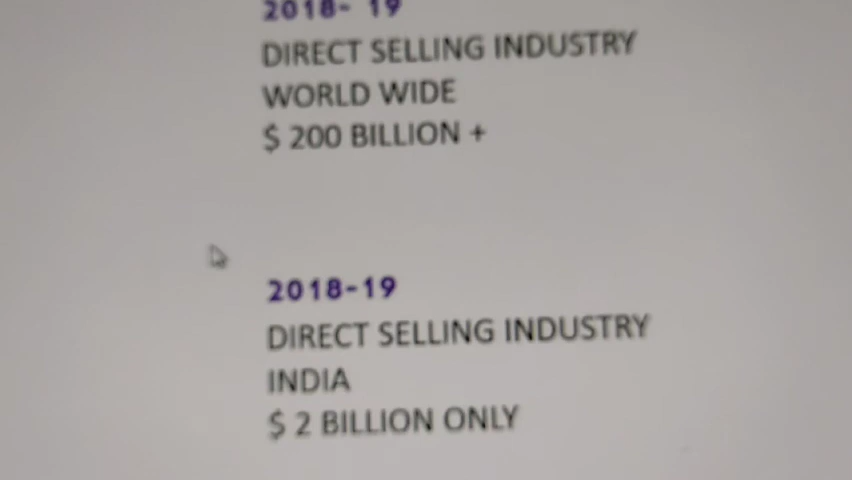 2018- 19
DIRECT SELLING INDUSTRY
WORLD WIDE
$ 200 BILLION +
2018-19
DIRECT SELLING INDUSTRY
INDIA
$ 2 BILLION ONLY